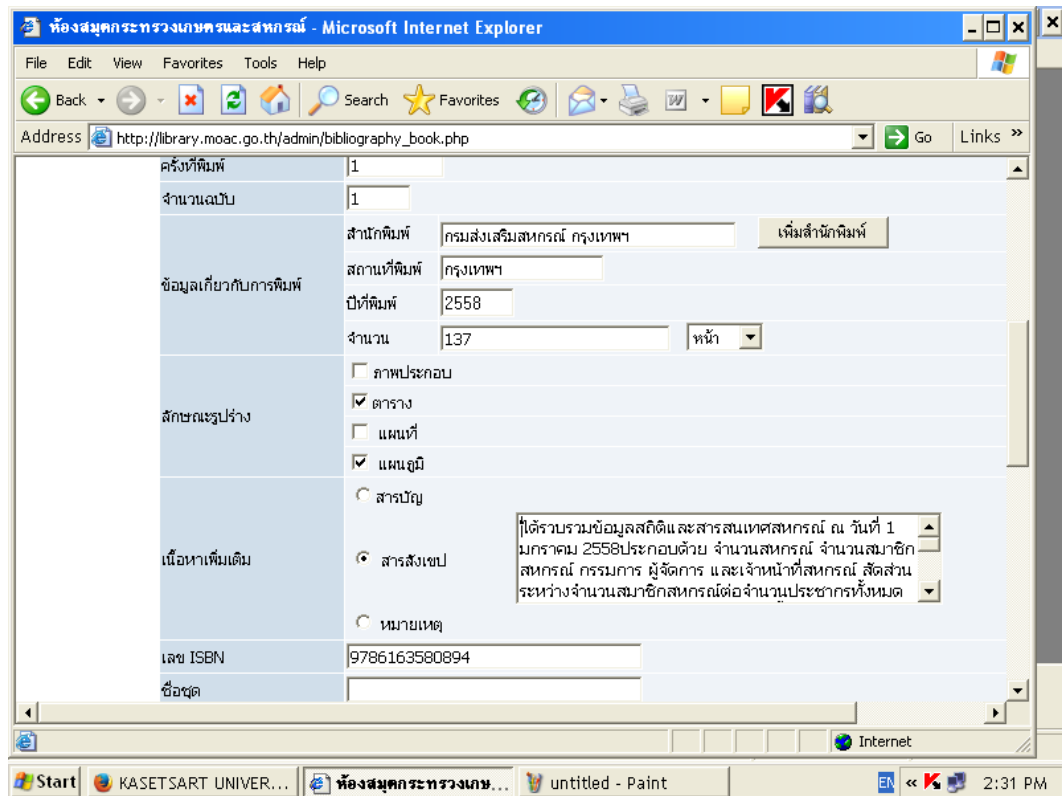 ห้องสมุดกระทรวงเกษตรและสหกรณ์ - Microsoft Internet Explorer
File Edit View Favorites Tools Help
Back Search Favorites
Address http://library.moac.go.th/admin/bibliography_book.php Go Links »
ครั้งที่พิมพ์ 1
จำนวนฉบับ 1
ข้อมูลเกี่ยวกับการพิมพ์
สำนักพิมพ์ กรมส่งเสริมสหกรณ์ กรุงเทพฯ เพิ่มสำนักพิมพ์
สถานที่พิมพ์ กรุงเทพฯ
ปีที่พิมพ์ 2558
จำนวน 137 หน้า
ลักษณะรูปร่าง
ภาพประกอบ
ตาราง
แผนที่
แผนภูมิ
เนื้อหาเพิ่มเติม
สารบัญ
สารสังเขป
ได้รวบรวมข้อมูลสถิติและสารสนเทศสหกรณ์ ณ วันที่ 1
มกราคม 2558ประกอบด้วย จำนวนสหกรณ์ จำนวนสมาชิก
สหกรณ์ กรรมการ ผู้จัดการ และเจ้าหน้าที่สหกรณ์ สัดส่วน
ระหว่างจำนวนสมาชิกสหกรณ์ต่อจำนวนประชากรทั้งหมด
หมายเหตุ
เลข ISBN 9786163580894
ชื่อชุด
Internet
Start KASETSART UNIVER... ห้องสมุดกระทรวงเกษ... untitled - Paint EN « 2:31 PM